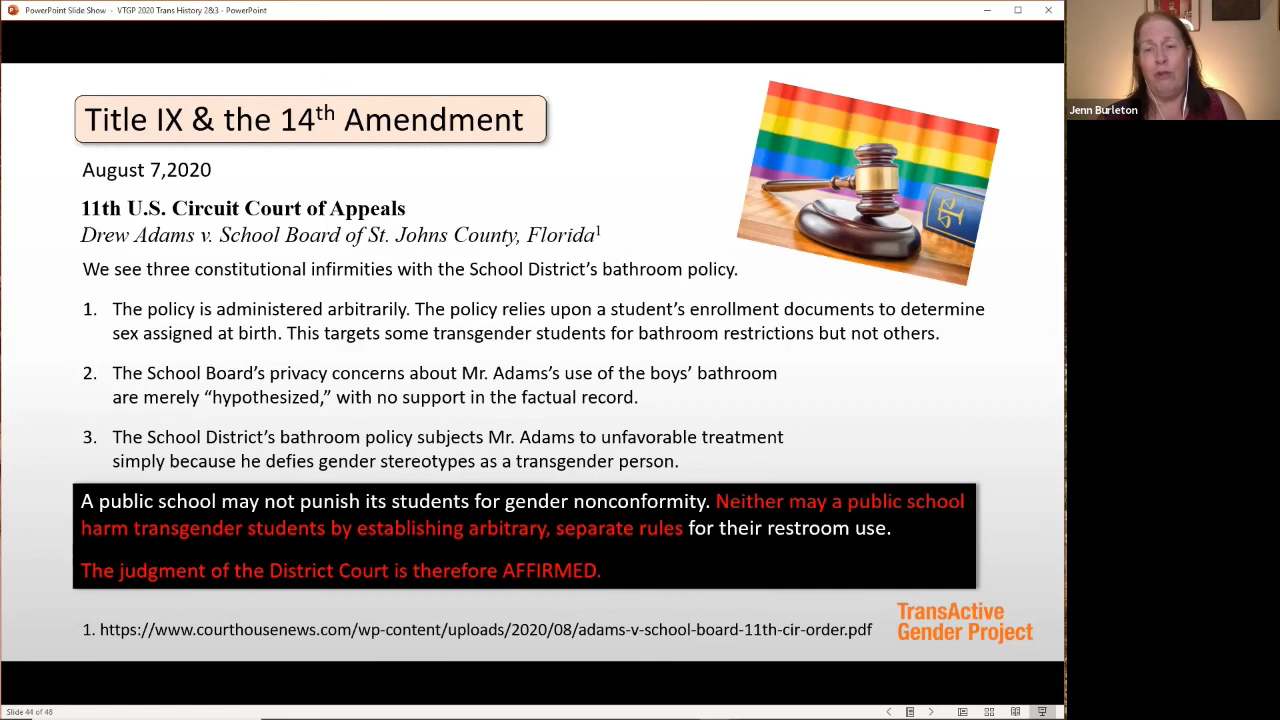 PowerPoint Slide Show - VTGP 2020 Trans History 2&3 - PowerPoint
Jenn Burleton
Title IX & the 14th Amendment
August 7,2020
11th U.S. Circuit Court of Appeals
Drew Adams v. School Board of St. Johns County, Florida1
We see three constitutional infirmities with the School District’s bathroom policy.
1. The policy is administered arbitrarily. The policy relies upon a student’s enrollment documents to determine
sex assigned at birth. This targets some transgender students for bathroom restrictions but not others.
2. The School Board’s privacy concerns about Mr. Adams’s use of the boys’ bathroom
are merely “hypothesized,” with no support in the factual record.
3. The School District’s bathroom policy subjects Mr. Adams to unfavorable treatment
simply because he defies gender stereotypes as a transgender person.
A public school may not punish its students for gender nonconformity. Neither may a public school
harm transgender students by establishing arbitrary, separate rules for their restroom use.
The judgment of the District Court is therefore AFFIRMED.
1. https://www.courthousenews.com/wp-content/uploads/2020/08/adams-v-school-board-11th-cir-order.pdf
TransActive
Gender Project
Slide 44 of 48